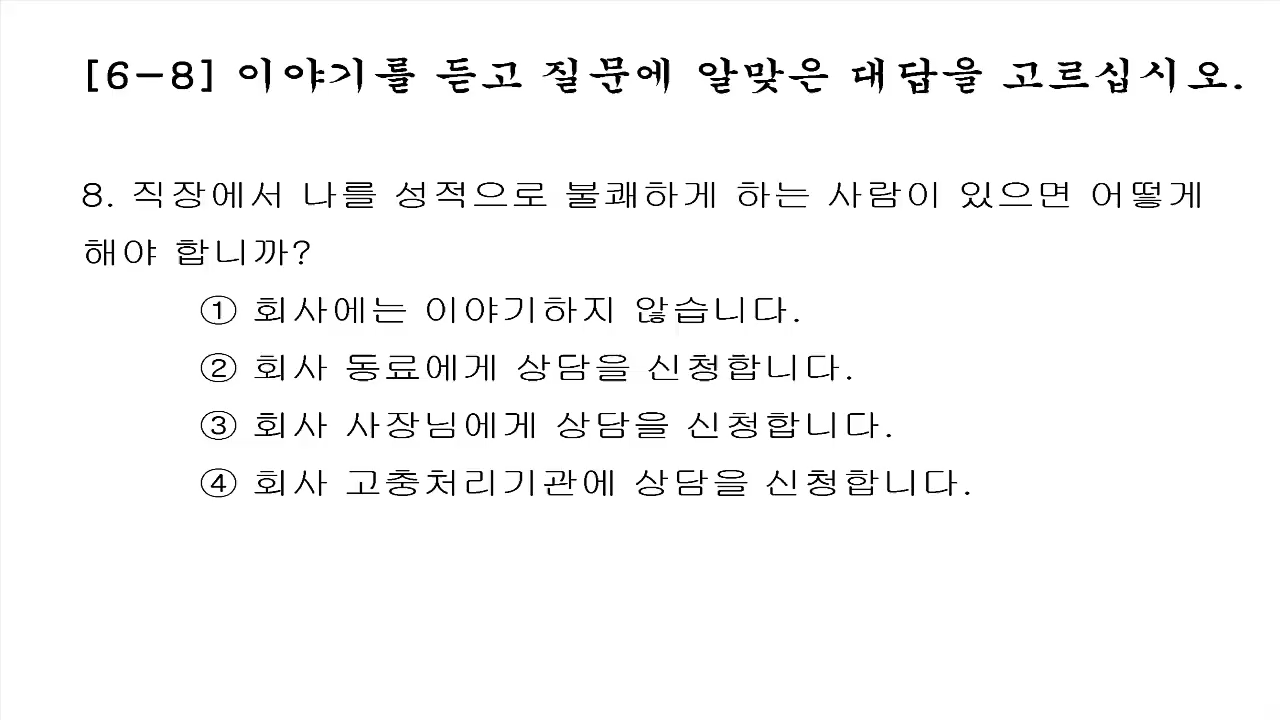 [6-8] 이야기를 듣고 질문에 알맞은 대답을 고르십시오.
8. 직장에서 나를 성적으로 불쾌하게 하는 사람이 있으면 어떻게
해야 합니까?
① 회사에는 이야기하지 않습니다.
② 회사 동료에게 상담을 신청합니다.
③ 회사 사장님에게 상담을 신청합니다.
④ 회사 고충처리기관에 상담을 신청합니다.